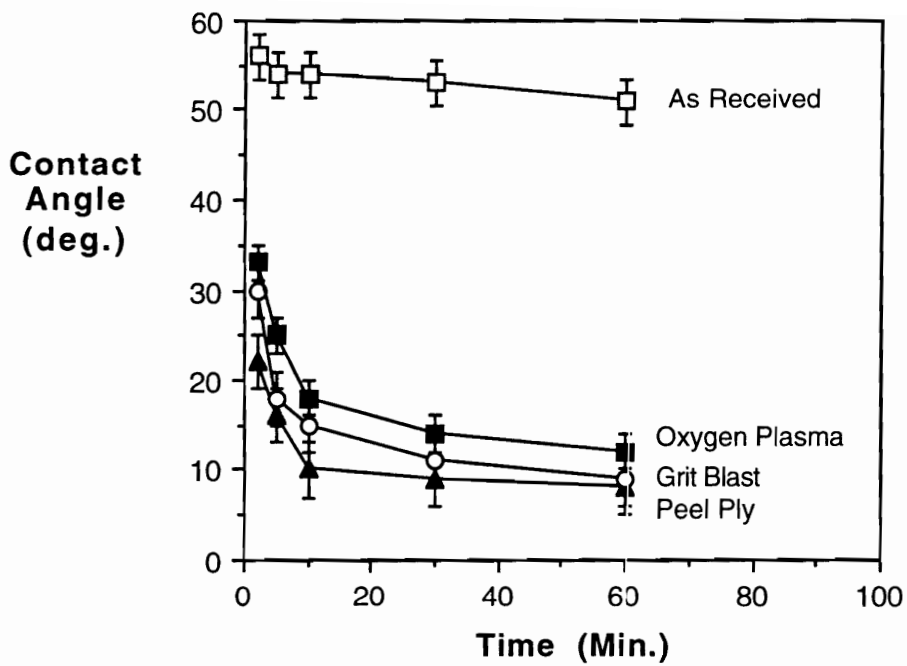 60
50
40
30
20
10
0
Contact
Angle
(deg.)
As Received
Oxygen Plasma
Grit Blast
Peel Ply
0 20 40 60 80 100
Time (Min.)